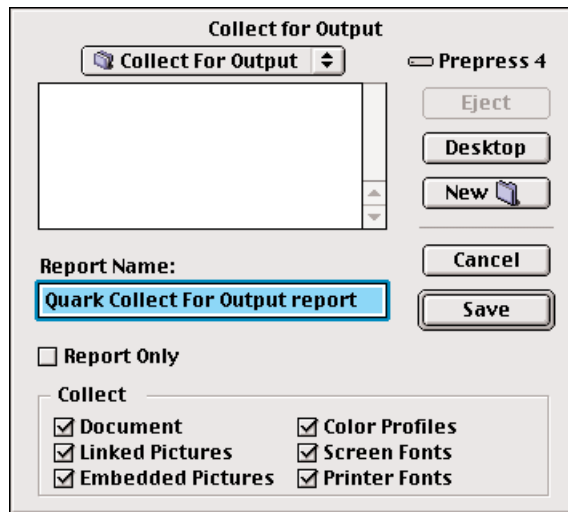 Collect for Output
Collect For Output
Prepress 4
Eject
Desktop
New
Report Name:
Cancel
Quark Collect For Output report
Save
Report Only
Collect
Document
Color Profiles
Linked Pictures
Screen Fonts
Embedded Pictures
Printer Fonts